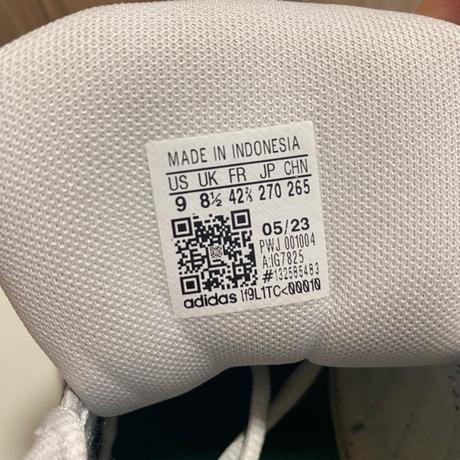 MADE IN INDONESIA
US UK FR JP CHN
9 8½ 42⅔ 270 265
05/23
PWJ 001004
A:IG7825
#132585483
adidas If9L1TC<00010